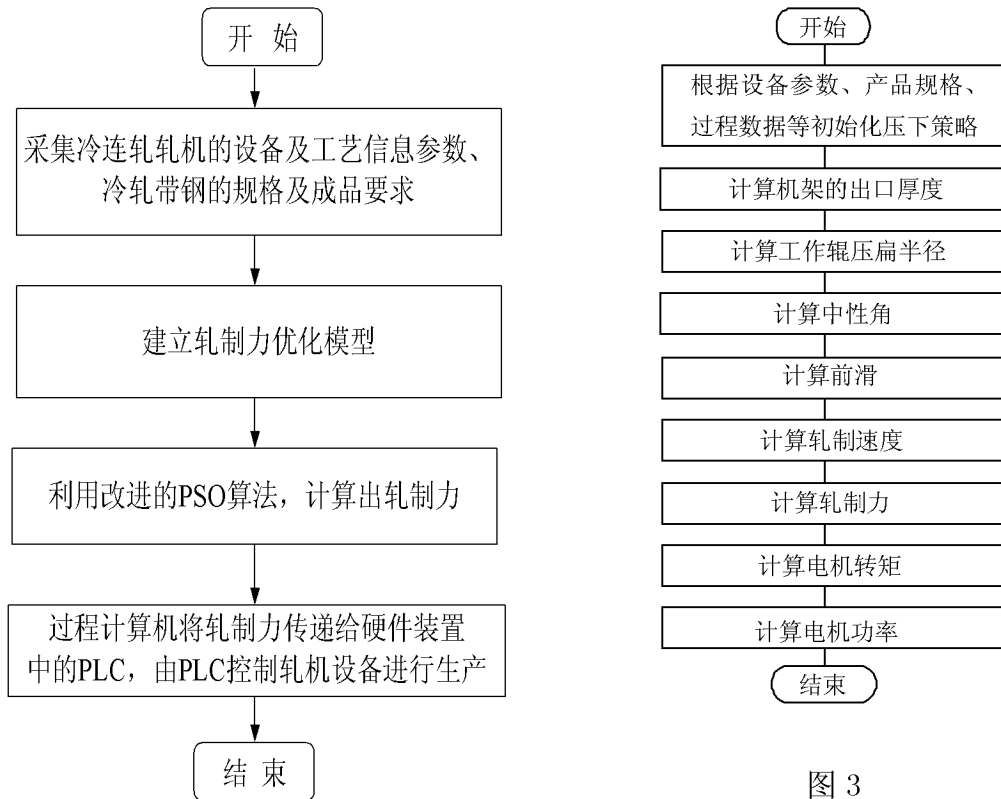 开 始
采集冷连轧轧机的设备及工艺信息参数、
冷轧带钢的规格及成品要求
建立轧制力优化模型
利用改进的PSO算法，计算出轧制力
过程计算机将轧制力传递给硬件装置
中的PLC，由PLC控制轧机设备进行生产
结 束
开始
根据设备参数、产品规格、
过程数据等初始化压下策略
计算机架的出口厚度
计算工作辊压扁半径
计算中性角
计算前滑
计算轧制速度
计算轧制力
计算电机转矩
计算电机功率
结束
图 3